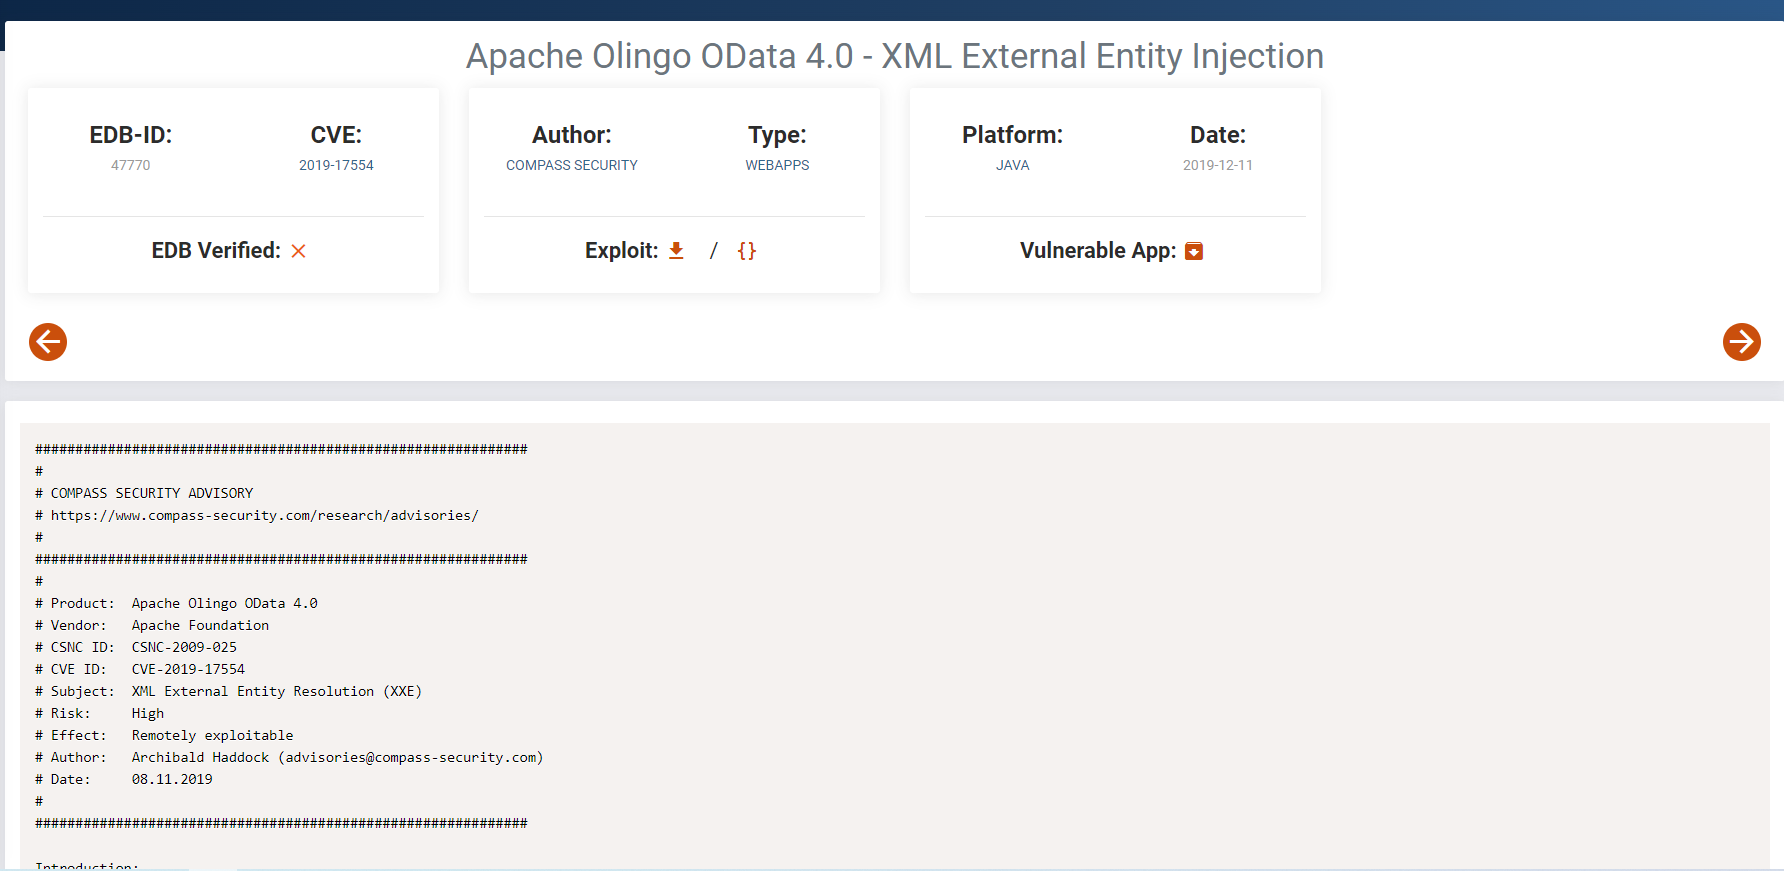 Apache Olingo OData 4.0 - XML External Entity Injection
EDB-ID:
47770
CVE:
2019-17554
EDB Verified:
Author:
COMPASS SECURITY
Type:
WEBAPPS
Exploit: / {}
Platform:
JAVA
Date:
2019-12-11
Vulnerable App:
#############################################################
#
# COMPASS SECURITY ADVISORY
# https://www.compass-security.com/research/advisories/
#
#############################################################
#
# Product:  Apache Olingo OData 4.0
# Vendor:   Apache Foundation
# CSNC ID:  CSNC-2009-025
# CVE ID:   CVE-2019-17554
# Subject:  XML External Entity Resolution (XXE)
# Risk:     High
# Effect:   Remotely exploitable
# Author:   Archibald Haddock (advisories@compass-security.com)
# Date:     08.11.2019
#
#############################################################
Introduction: